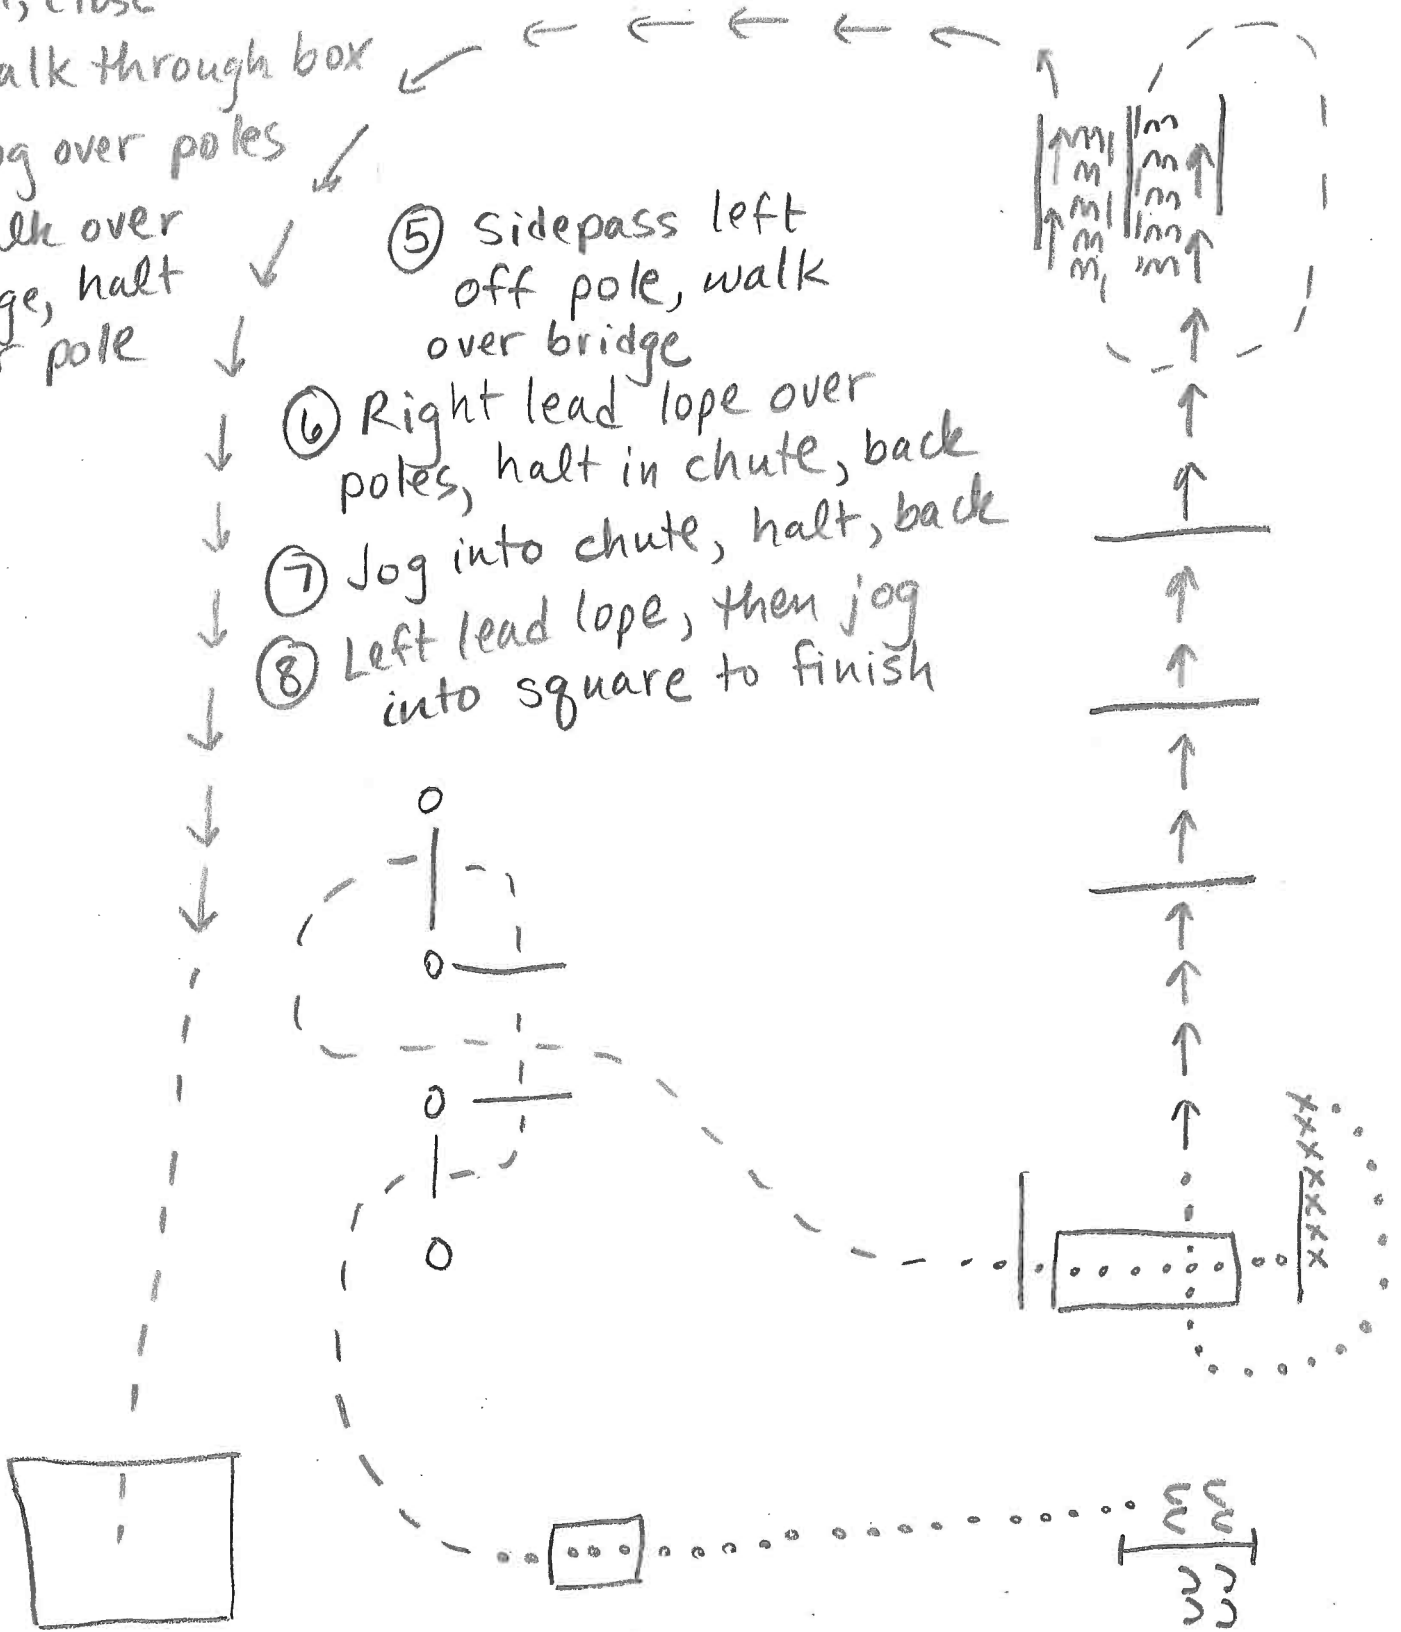 , close
alk through box
og over poles
lk over
ge, halt
r pole
⑤ Sidepass left
off pole, walk
over bridge
⑥ Right lead lope over
poles, halt in chute, back
⑦ Jog into chute, halt, back
⑧ Left lead lope, then jog
into square to finish